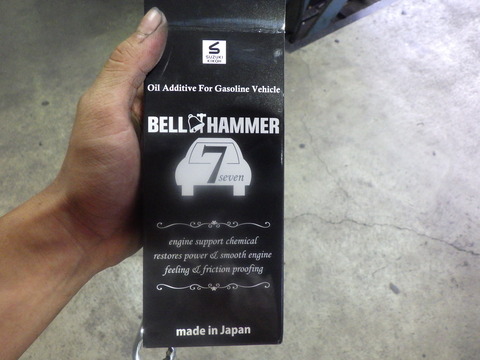 S
SUZUKI
KIKOH
Oil Additive For Gasoline Vehicle
BELL HAMMER
7
seven
engine support chemical
restores power & smooth engine
feeling & friction proofing
made in Japan